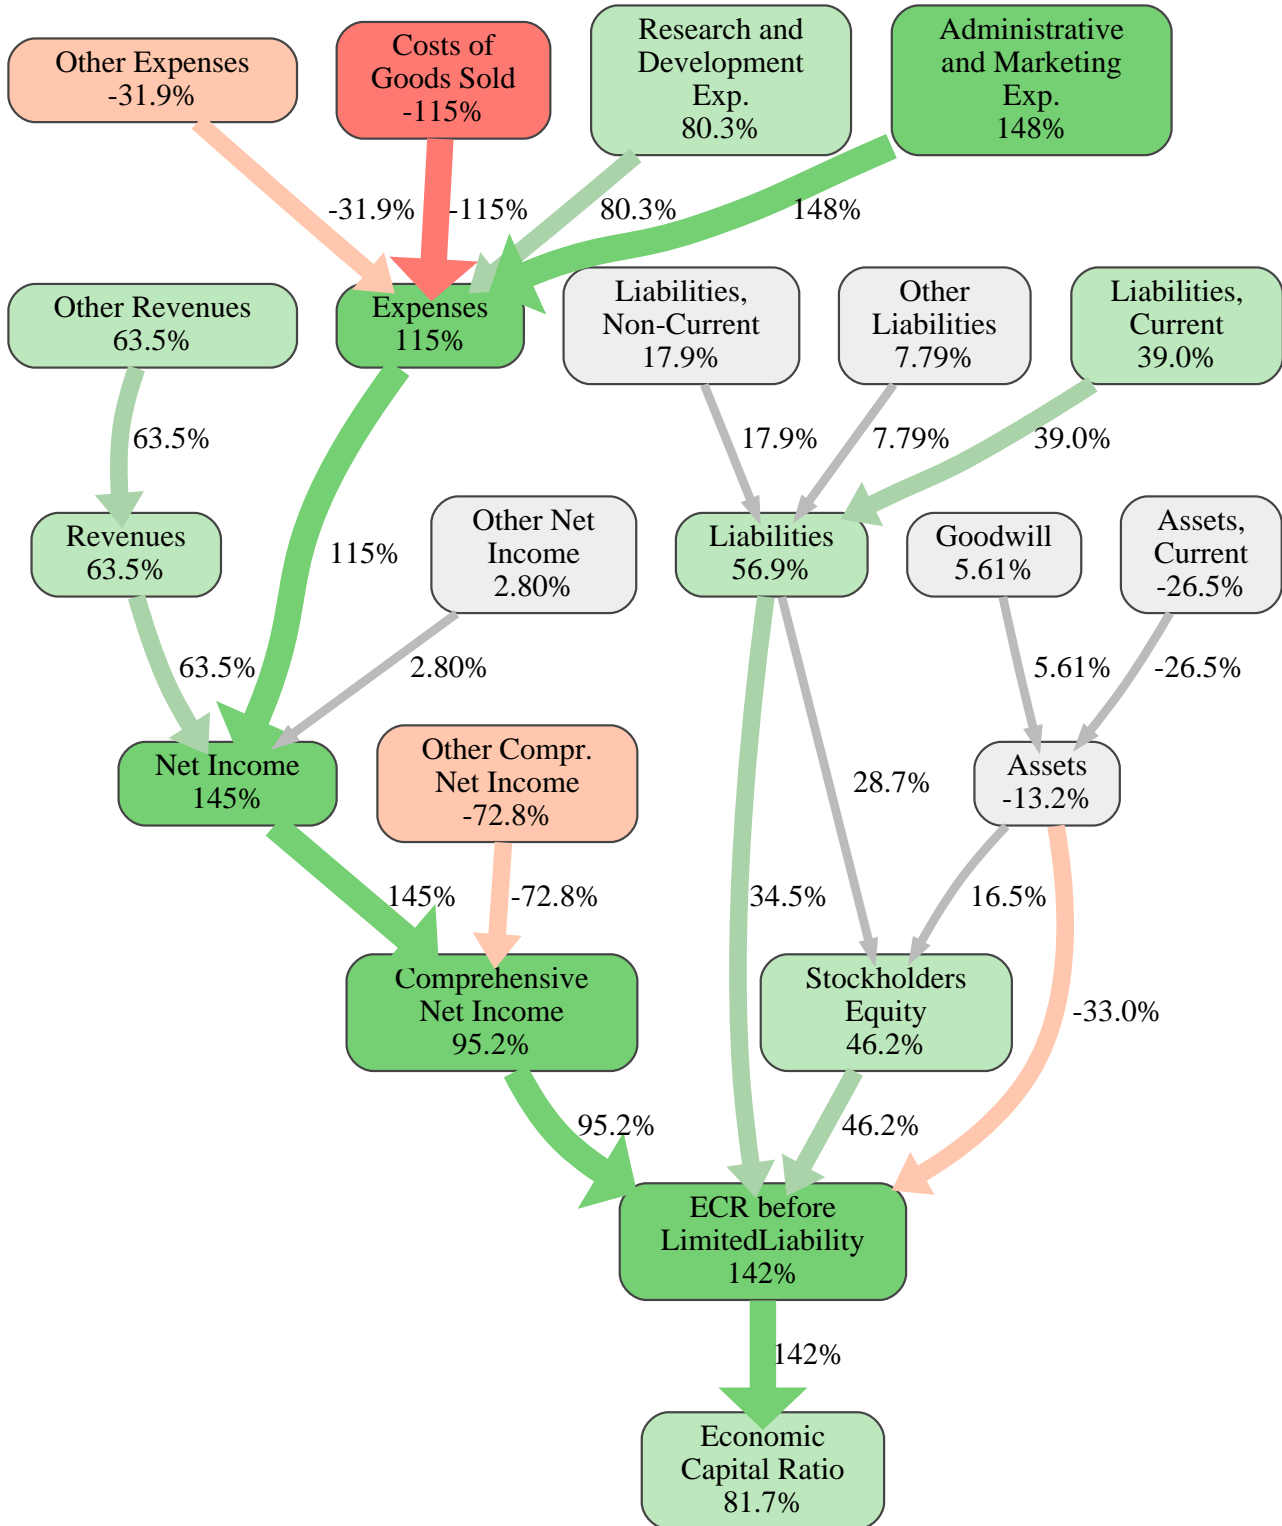 Other Expenses
-31.9%
Costs of
Goods Sold
-115%
Research and
Development
Exp.
80.3%
Administrative
and Marketing
Exp.
148%
-31.9%
-115%
80.3%
148%
Other Revenues
63.5%
Expenses
115%
Liabilities,
Non-Current
17.9%
Other
Liabilities
7.79%
Liabilities,
Current
39.0%
63.5%
17.9%
7.79%
39.0%
Revenues
63.5%
115%
Other Net
Income
2.80%
Liabilities
56.9%
Goodwill
5.61%
Assets,
Current
-26.5%
63.5%
2.80%
5.61%
-26.5%
Net Income
145%
Other Compr.
Net Income
-72.8%
28.7%
Assets
-13.2%
145%
-72.8%
34.5%
16.5%
Comprehensive
Net Income
95.2%
Stockholders
Equity
46.2%
-33.0%
95.2%
46.2%
ECR before
LimitedLiability
142%
142%
Economic
Capital Ratio
81.7%